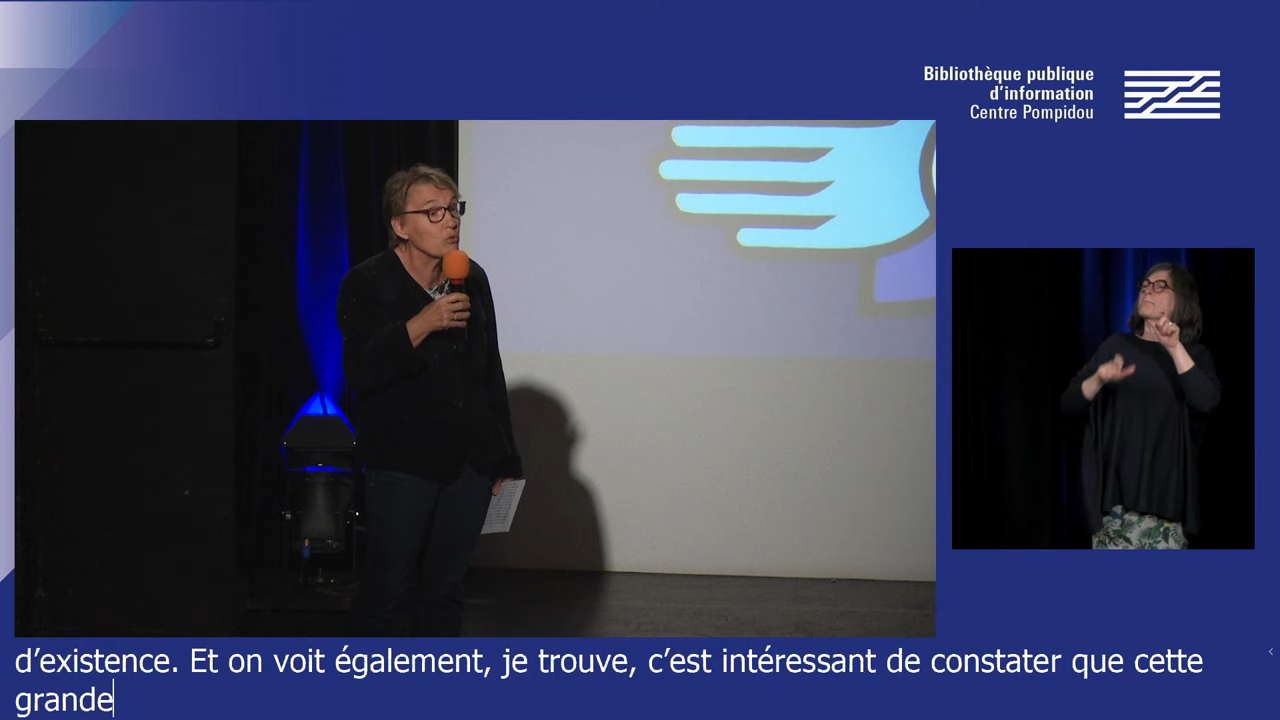 Bibliothèque publique
d’information
Centre Pompidou
d’existence. Et on voit également, je trouve, c’est intéressant de constater que cette
grande